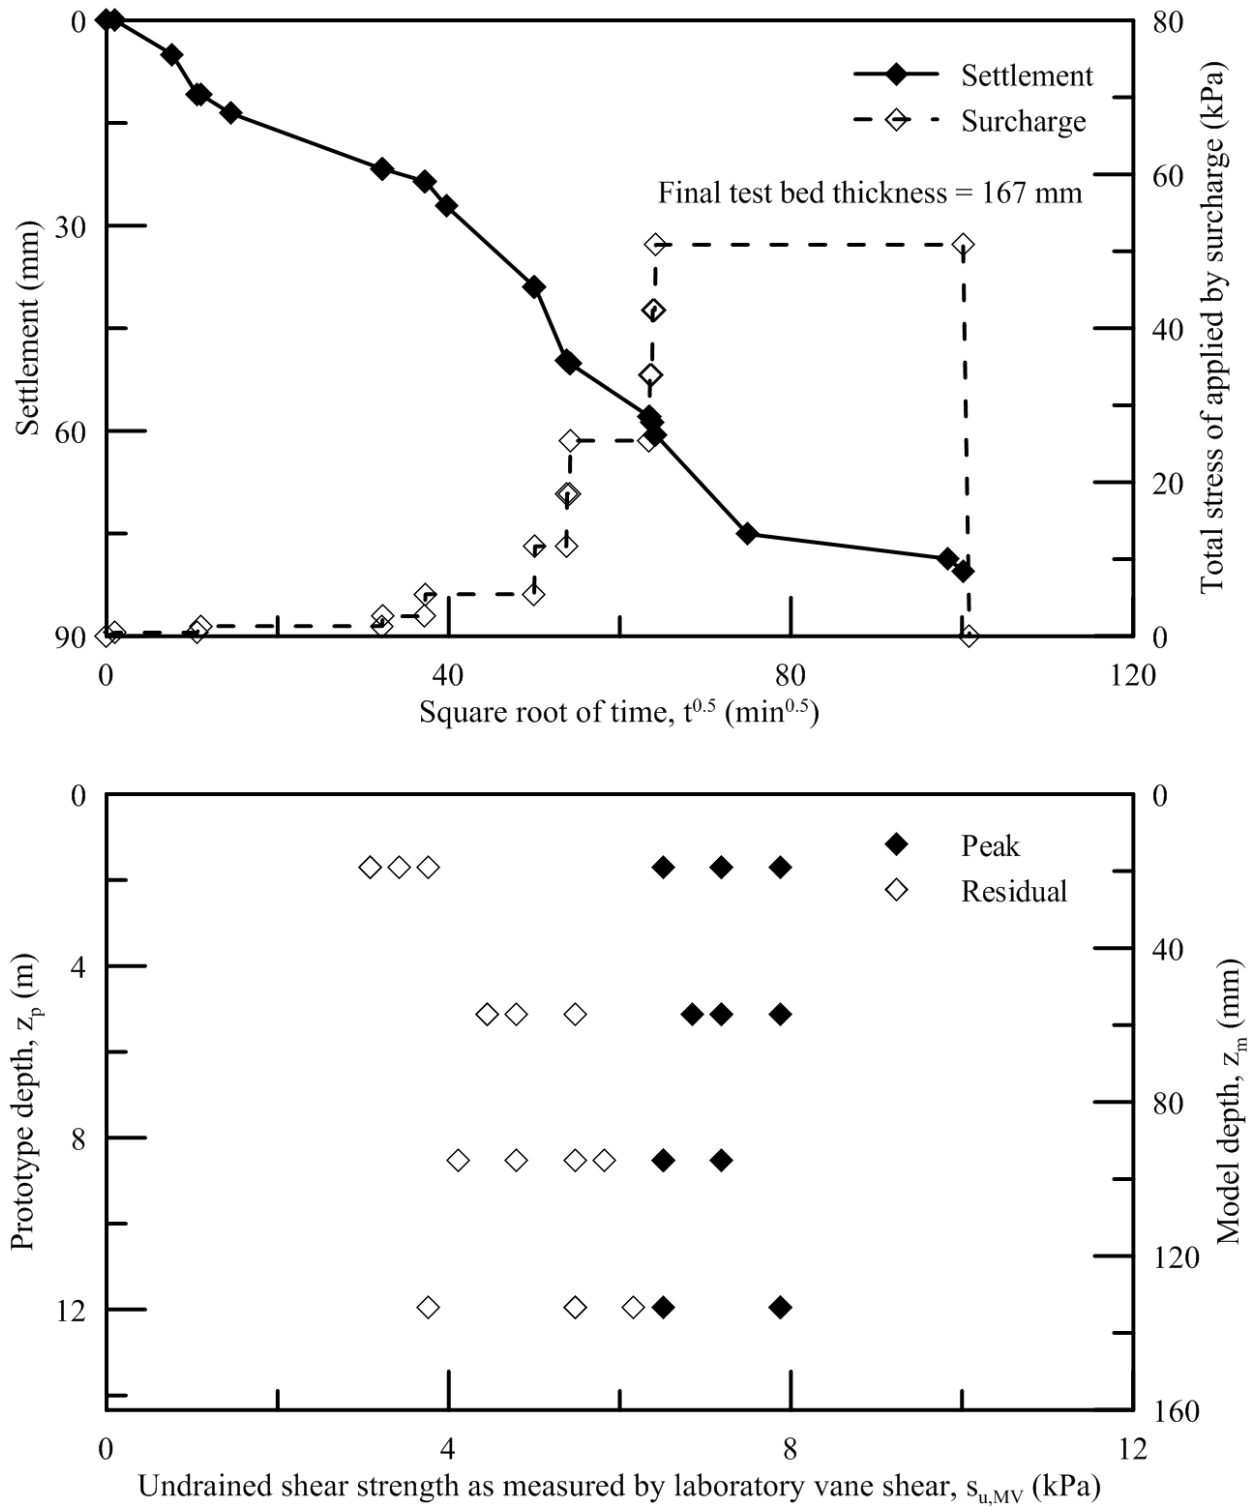 0
80
Settlement
Surcharge
Final test bed thickness = 167 mm
60
30
40
60
20
90
0
0
40
80
120
Settlement (mm)
Total stress of applied by surcharge (kPa)
Square root of time, t^0.5 (min^0.5)
0
0
Peak
Residual
4
40
8
80
12
120
160
0
4
8
12
Prototype depth, z_p (m)
Model depth, z_m (mm)
Undrained shear strength as measured by laboratory vane shear, s_u,MV (kPa)